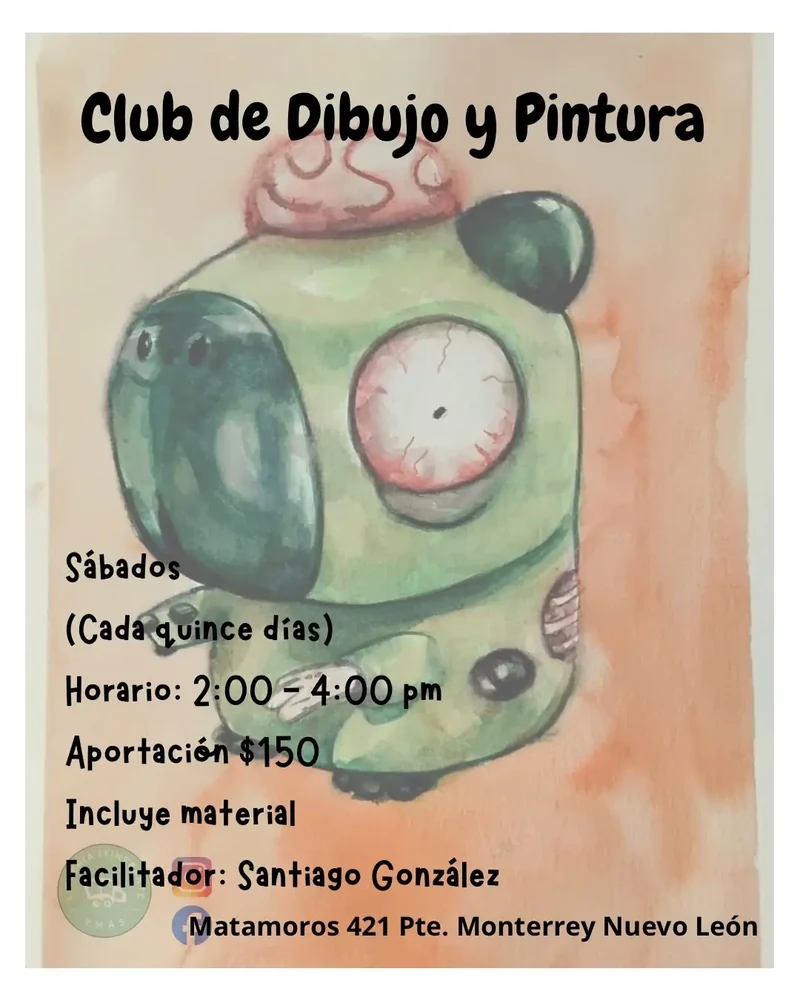 Club de Dibujo y Pintura
Sábados
(Cada quince días)
Horario: 2:00 - 4:00 pm
Aportación $150
Incluye material
Facilitador: Santiago González
Matamoros 421 Pte. Monterrey Nuevo León
Y MÁS